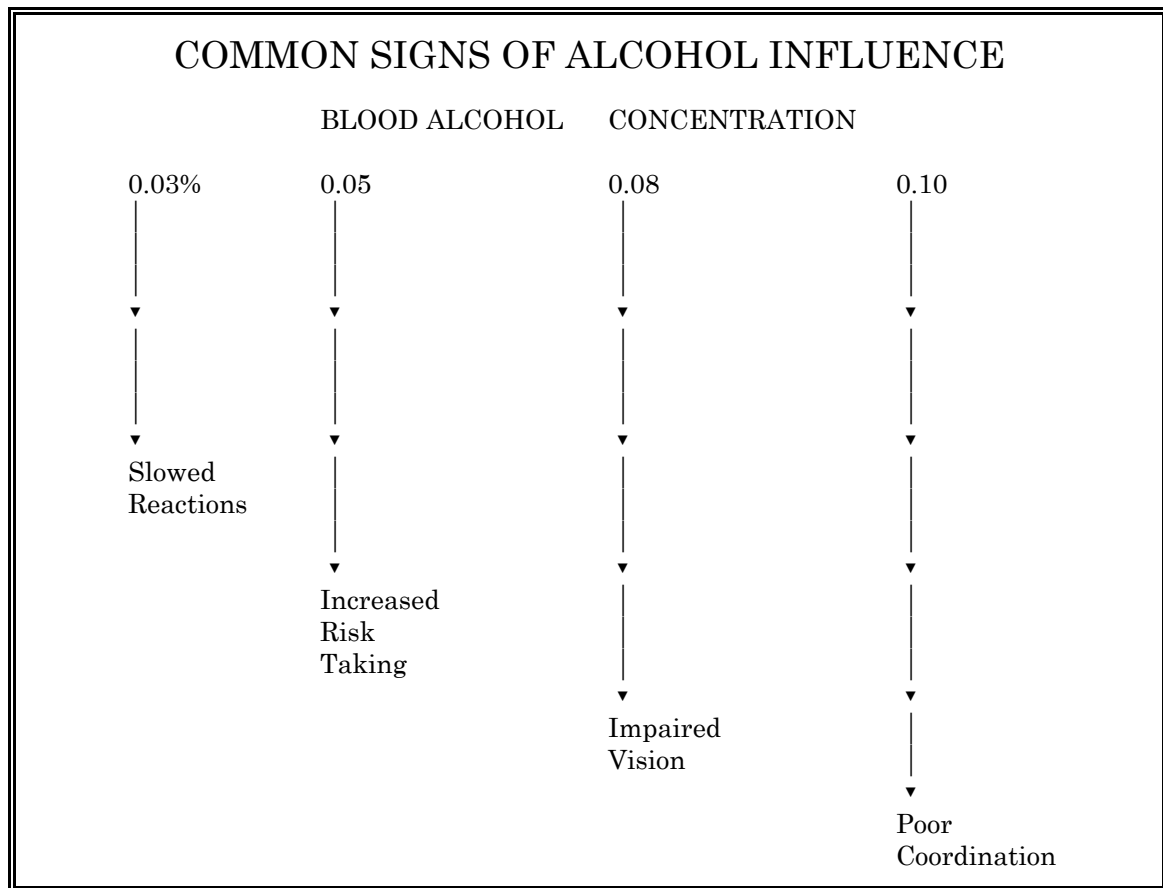 COMMON SIGNS OF ALCOHOL INFLUENCE
BLOOD ALCOHOL CONCENTRATION
0.03% 0.05 0.08 0.10
Slowed
Reactions
Increased
Risk
Taking
Impaired
Vision
Poor
Coordination